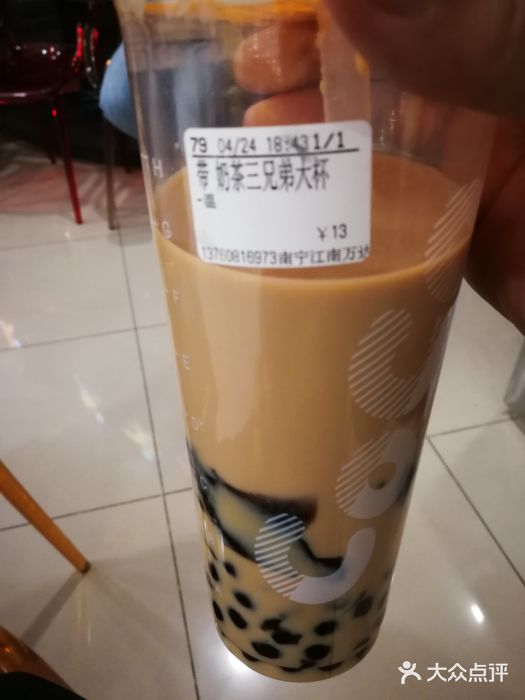 79 04/24 18:43 1/1
带 奶茶三兄弟大杯
-温
￥13
13760816973南宁江南万达
COCO
大众点评